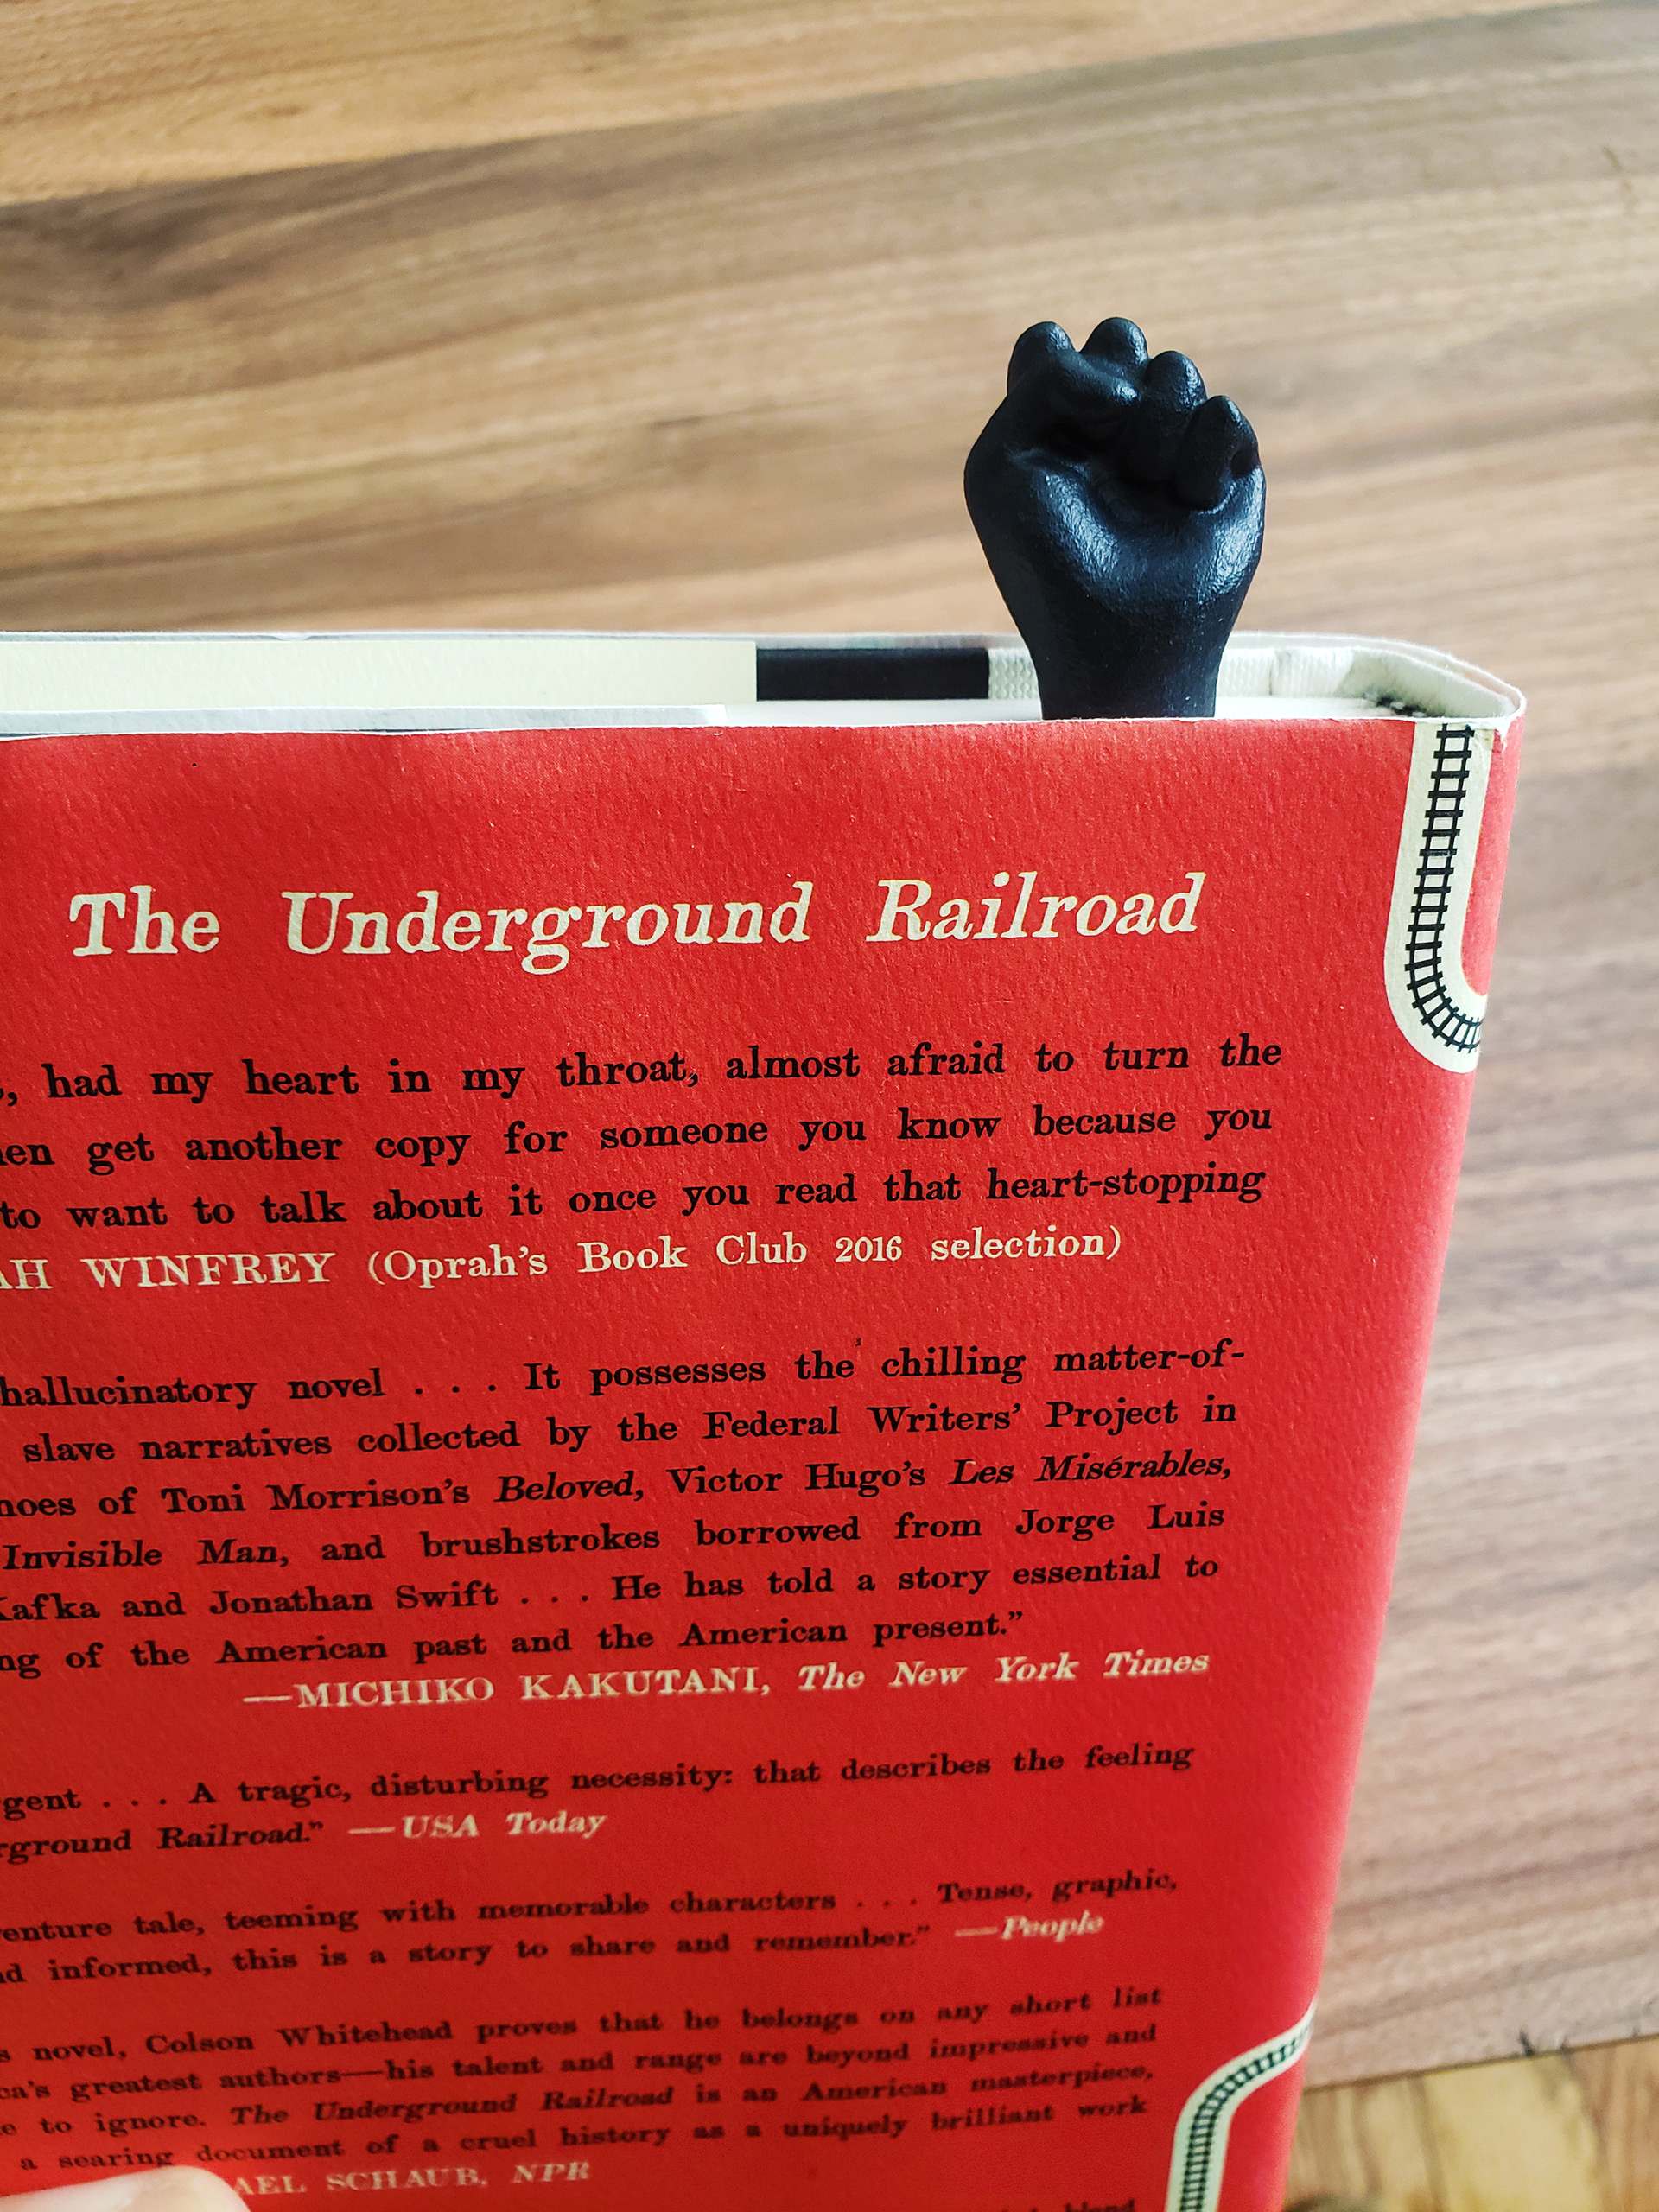 The Underground Railroad
, had my heart in my throat, almost afraid to turn the
en get another copy for someone you know because you
to want to talk about it once you read that heart-stopping
AH WINFREY (Oprah's Book Club 2016 selection)
hallucinatory novel . . . It possesses the chilling matter-of-
slave narratives collected by the Federal Writers' Project in
hoes of Toni Morrison's Beloved, Victor Hugo's Les Misérables,
Invisible Man, and brushstrokes borrowed from Jorge Luis
Kafka and Jonathan Swift . . . He has told a story essential to
ng of the American past and the American present."
—MICHIKO KAKUTANI, The New York Times
gent . . . A tragic, disturbing necessity: that describes the feeling
rground Railroad." —USA Today
enture tale, teeming with memorable characters . . . Tense, graphic,
d informed, this is a story to share and remember." —People
s novel, Colson Whitehead proves that he belongs on any short list
ca's greatest authors—his talent and range are beyond impressive and
e to ignore. The Underground Railroad is an American masterpiece,
a searing document of a cruel history as a uniquely brilliant work
AEL SCHAUB, NPR